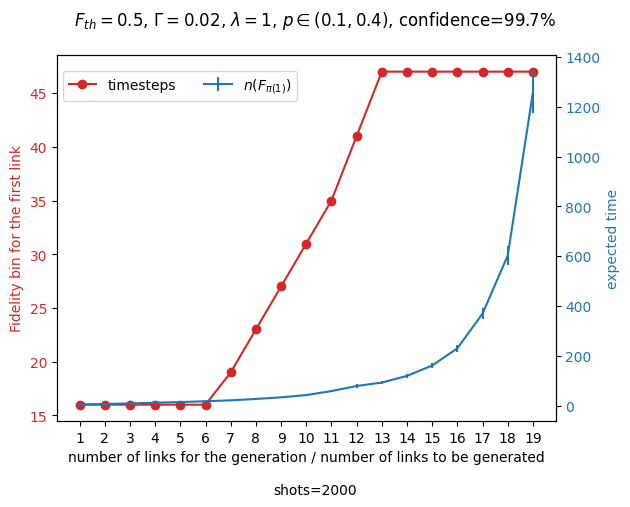 F_{th} = 0.5, Γ = 0.02, λ = 1, p ∈ (0.1, 0.4), confidence=99.7%
timesteps
n(F_{π(1)})
Fidelity bin for the first link
45
40
35
30
25
20
15
1400
1200
1000
800
600
400
200
0
expected time
1 2 3 4 5 6 7 8 9 10 11 12 13 14 15 16 17 18 19
number of links for the generation / number of links to be generated
shots=2000